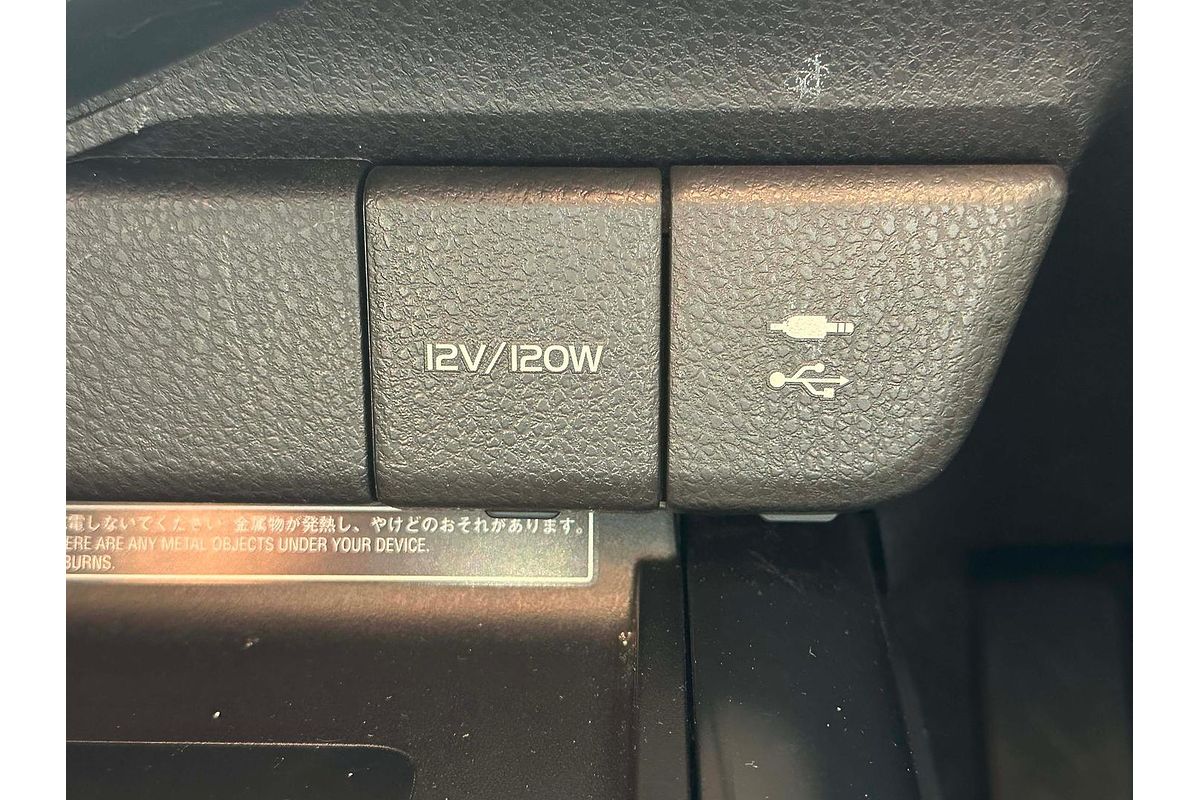 12V/120W
電しないでください 金属物が発熱し、やけどのおそれがあります。
ERE ARE ANY METAL OBJECTS UNDER YOUR DEVICE.
BURNS.